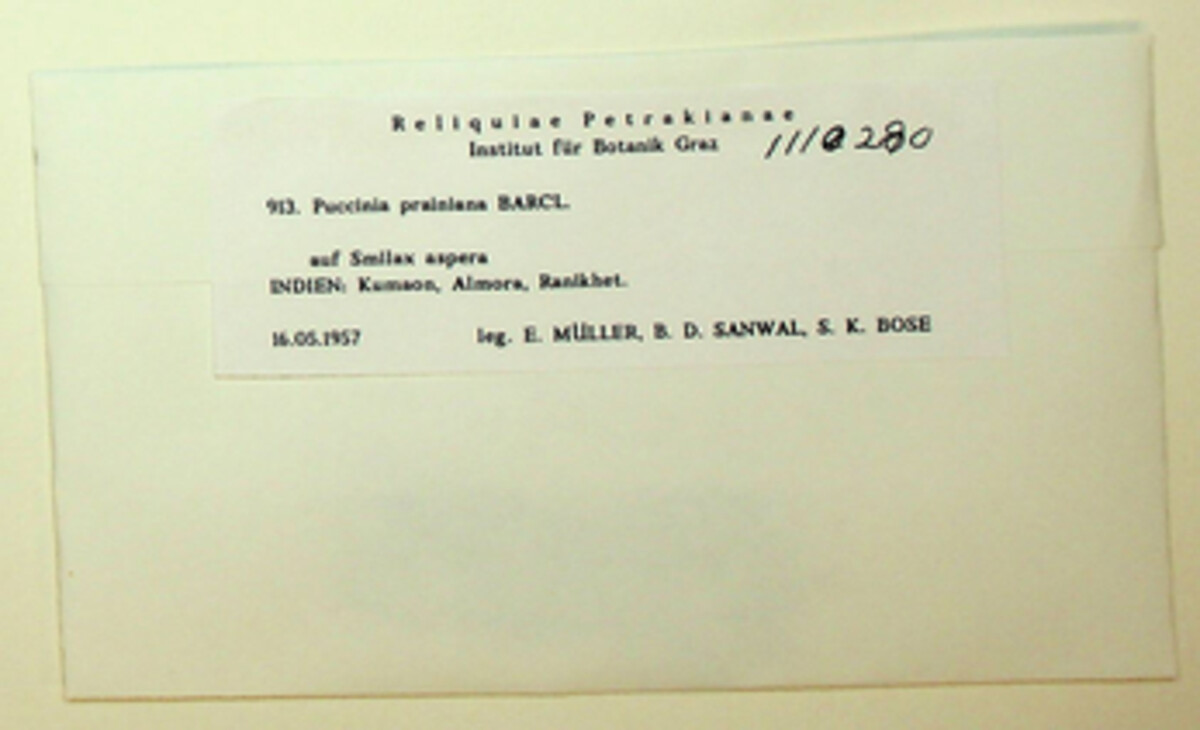 Reliquiae Petrakianae
Institut für Botanik Graz
913. Puccinia prainiana BARCL.
auf Smilax aspera
INDIEN: Kumaon, Almora, Ranikhet.
16.05.1957 leg. E. MÜLLER, B. D. SANWAL, S. K. BOSE